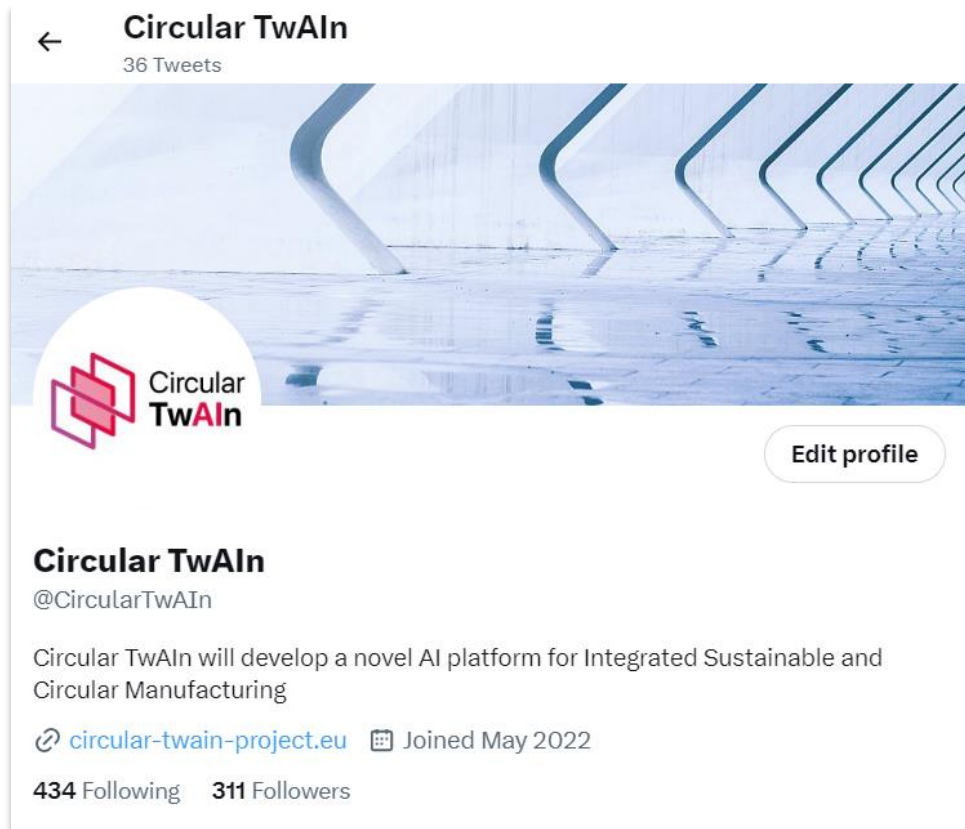 Circular TwAIn
36 Tweets
Circular
TwAIn
Edit profile
Circular TwAIn
@CircularTwAIn
Circular TwAIn will develop a novel AI platform for Integrated Sustainable and
Circular Manufacturing
circular-twain-project.eu Joined May 2022
434 Following 311 Followers